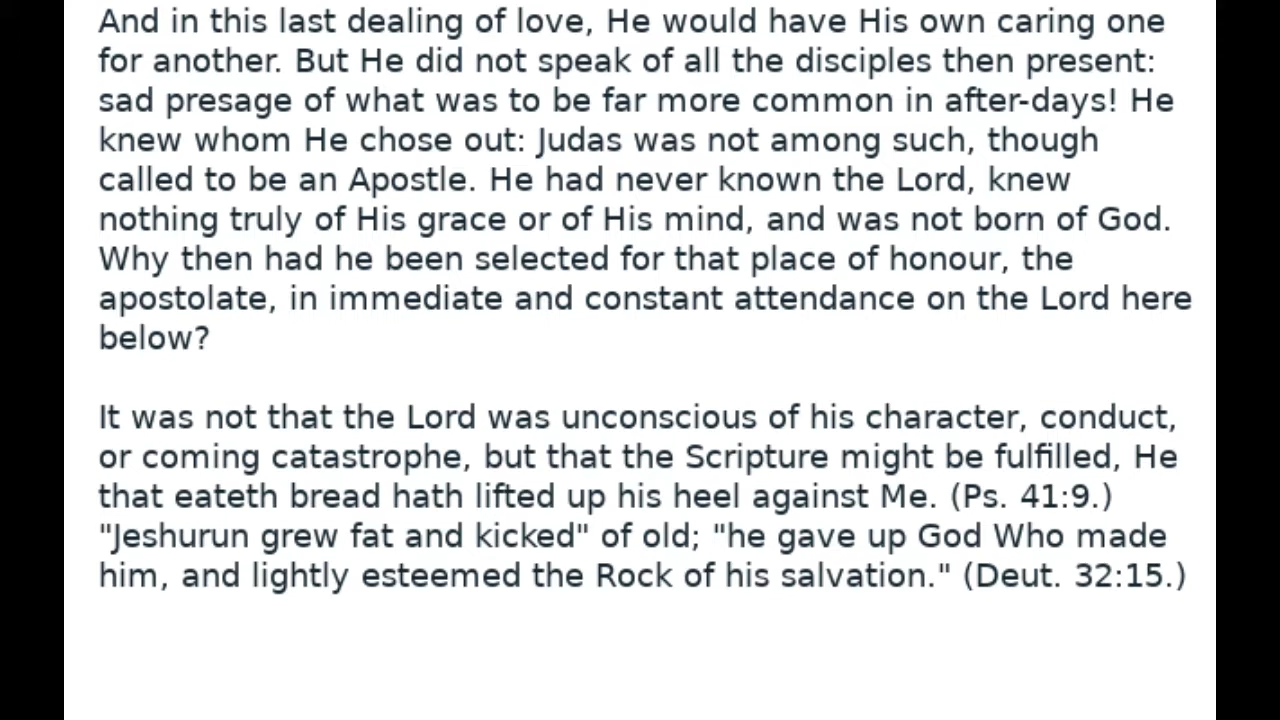 And in this last dealing of love, He would have His own caring one
for another. But He did not speak of all the disciples then present:
sad presage of what was to be far more common in after-days! He
knew whom He chose out: Judas was not among such, though
called to be an Apostle. He had never known the Lord, knew
nothing truly of His grace or of His mind, and was not born of God.
Why then had he been selected for that place of honour, the
apostolate, in immediate and constant attendance on the Lord here
below?
It was not that the Lord was unconscious of his character, conduct,
or coming catastrophe, but that the Scripture might be fulfilled, He
that eateth bread hath lifted up his heel against Me. (Ps. 41:9.)
"Jeshurun grew fat and kicked" of old; "he gave up God Who made
him, and lightly esteemed the Rock of his salvation." (Deut. 32:15.)